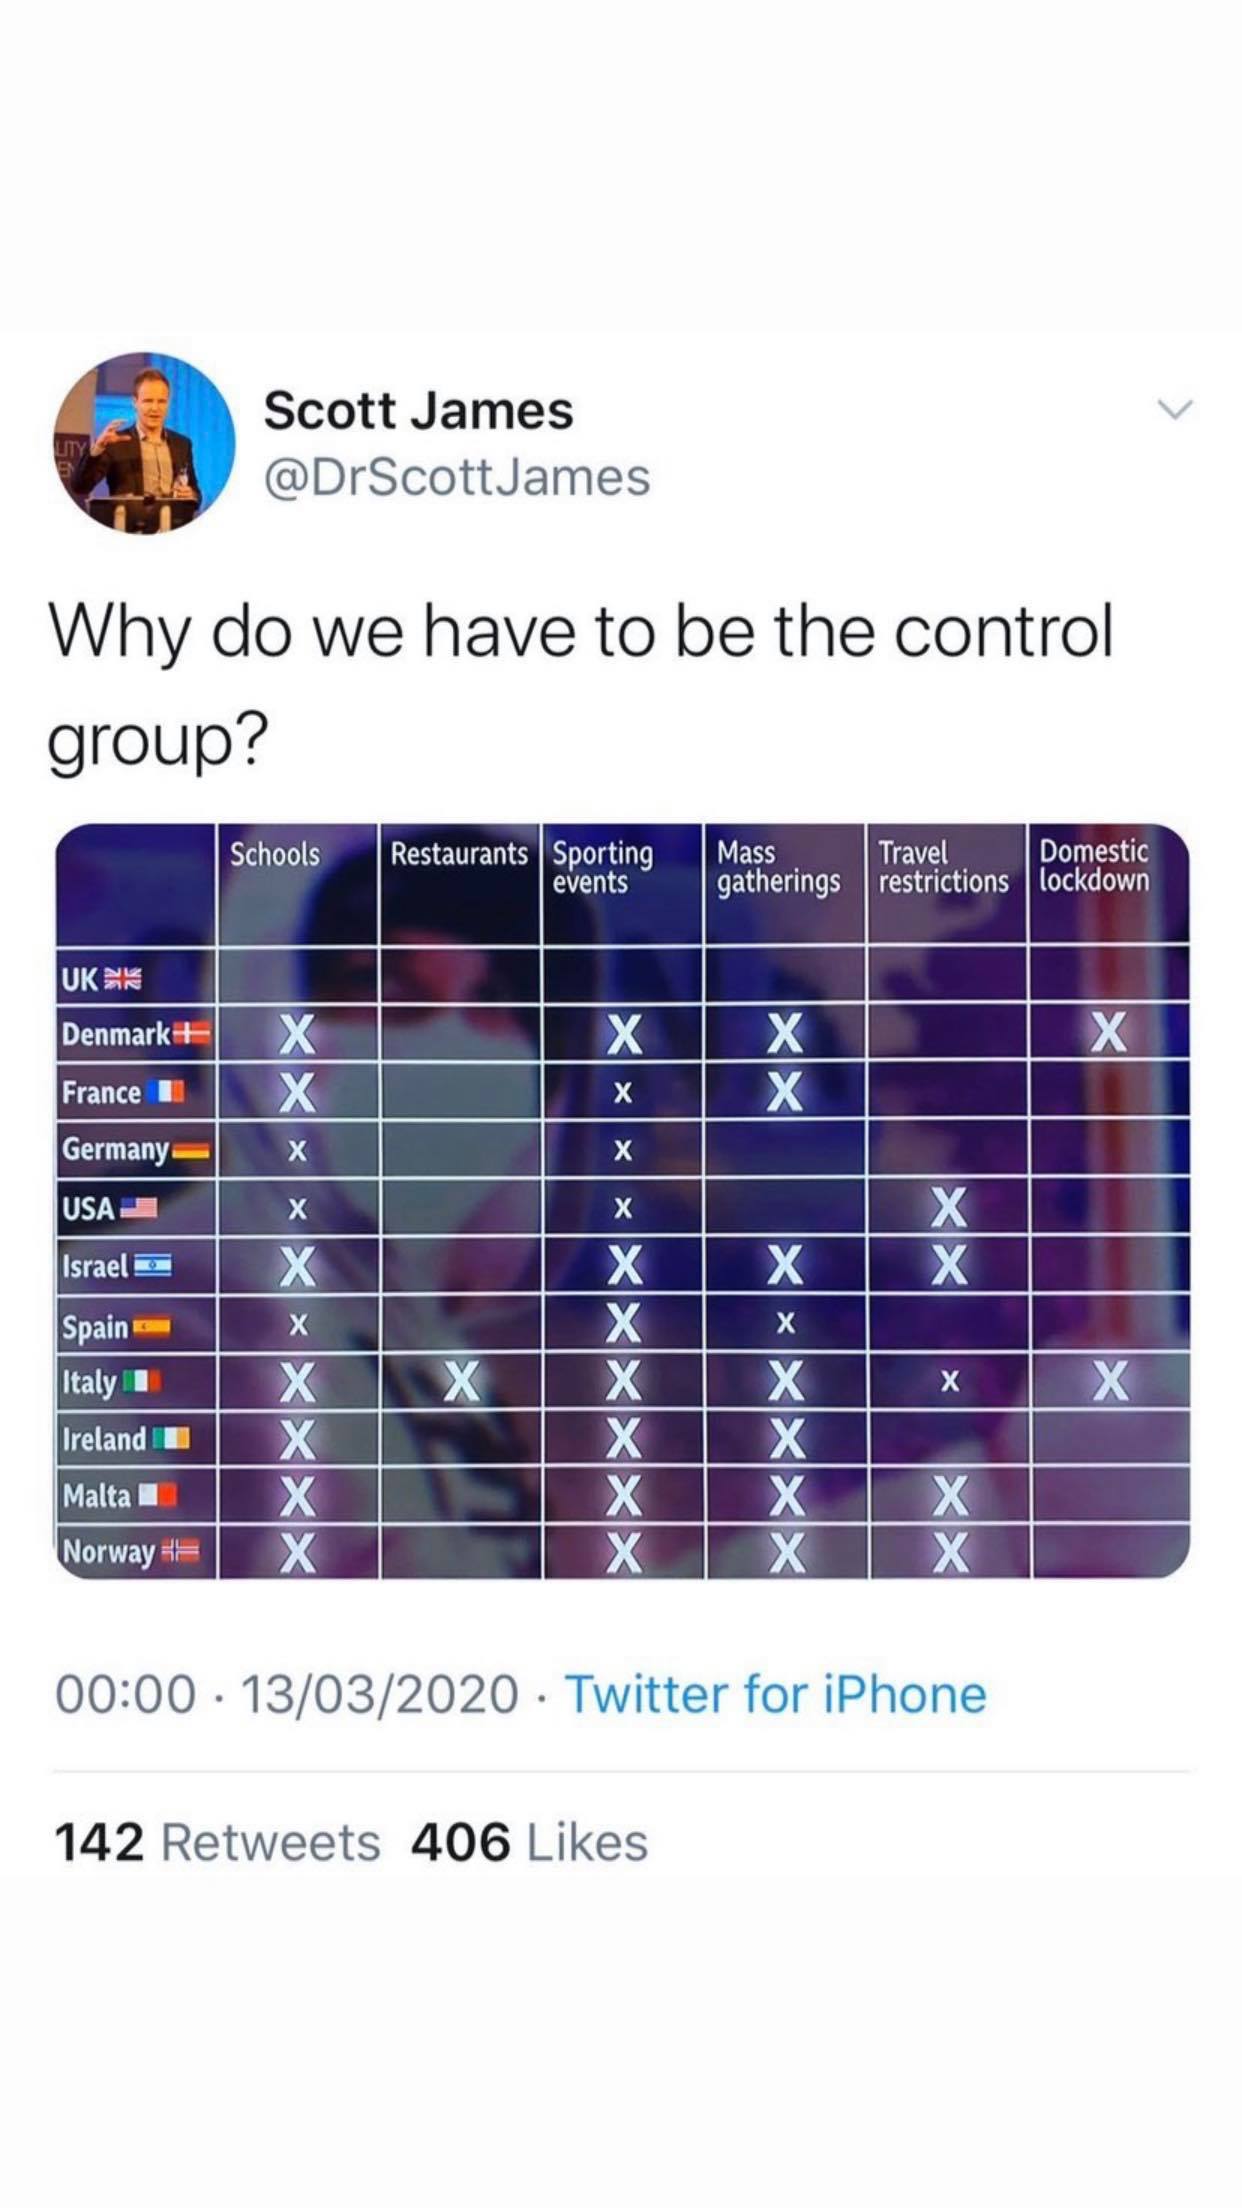 Scott James
@DrScottJames
Why do we have to be the control
group?
Schools Restaurants Sporting events Mass gatherings Travel restrictions Domestic lockdown
UK
Denmark X X X X
France X x X
Germany x x
USA x x X
Israel X X X X
Spain x X x
Italy X X X X x X
Ireland X X X
Malta X X X X
Norway X X X X
00:00 · 13/03/2020 · Twitter for iPhone
142 Retweets 406 Likes